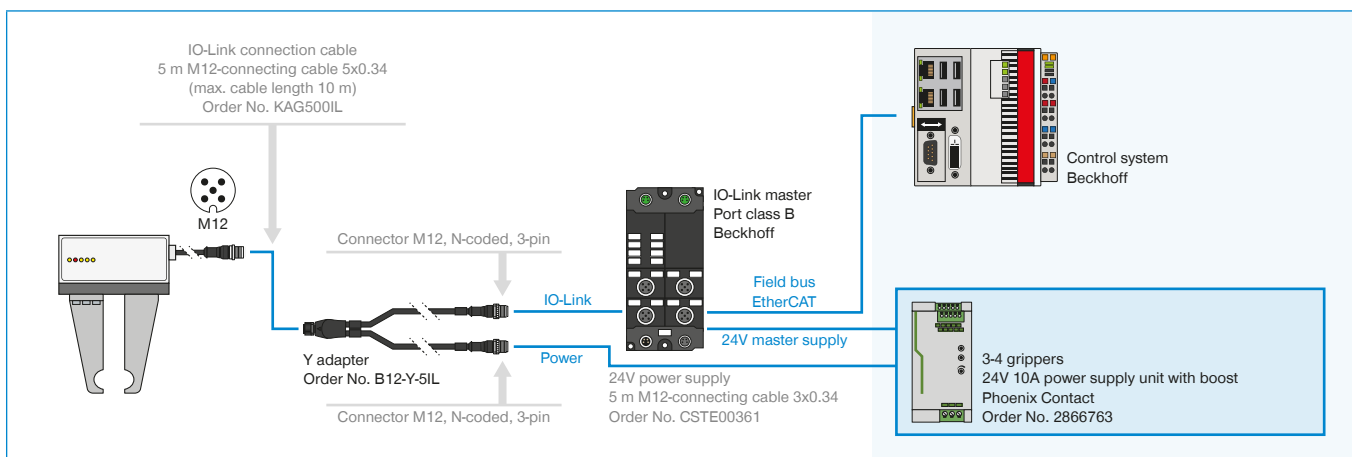 IO-Link connection cable
5 m M12-connecting cable 5x0.34
(max. cable length 10 m)
Order No. KAG500IL
M12
Connector M12, N-coded, 3-pin
Y adapter
Order No. B12-Y-5IL
Connector M12, N-coded, 3-pin
IO-Link
Power
IO-Link master
Port class B
Beckhoff
Field bus
EtherCAT
24V master supply
24V power supply
5 m M12-connecting cable 3x0.34
Order No. CSTE00361
Control system
Beckhoff
3-4 grippers
24V 10A power supply unit with boost
Phoenix Contact
Order No. 2866763